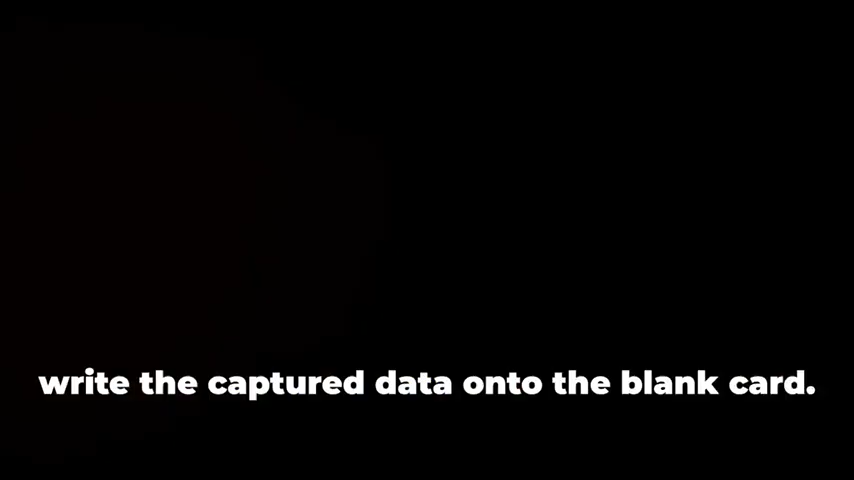 write the captured data onto the blank card.